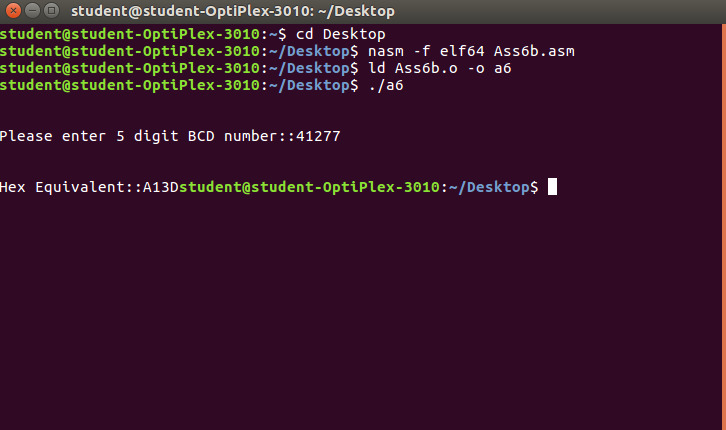 student@student-OptiPlex-3010: ~/Desktop
student@student-OptiPlex-3010:~$ cd Desktop
student@student-OptiPlex-3010:~/Desktop$ nasm -f elf64 Ass6b.asm
student@student-OptiPlex-3010:~/Desktop$ ld Ass6b.o -o a6
student@student-OptiPlex-3010:~/Desktop$ ./a6
Please enter 5 digit BCD number::41277
Hex Equivalent::A13Dstudent@student-OptiPlex-3010:~/Desktop$